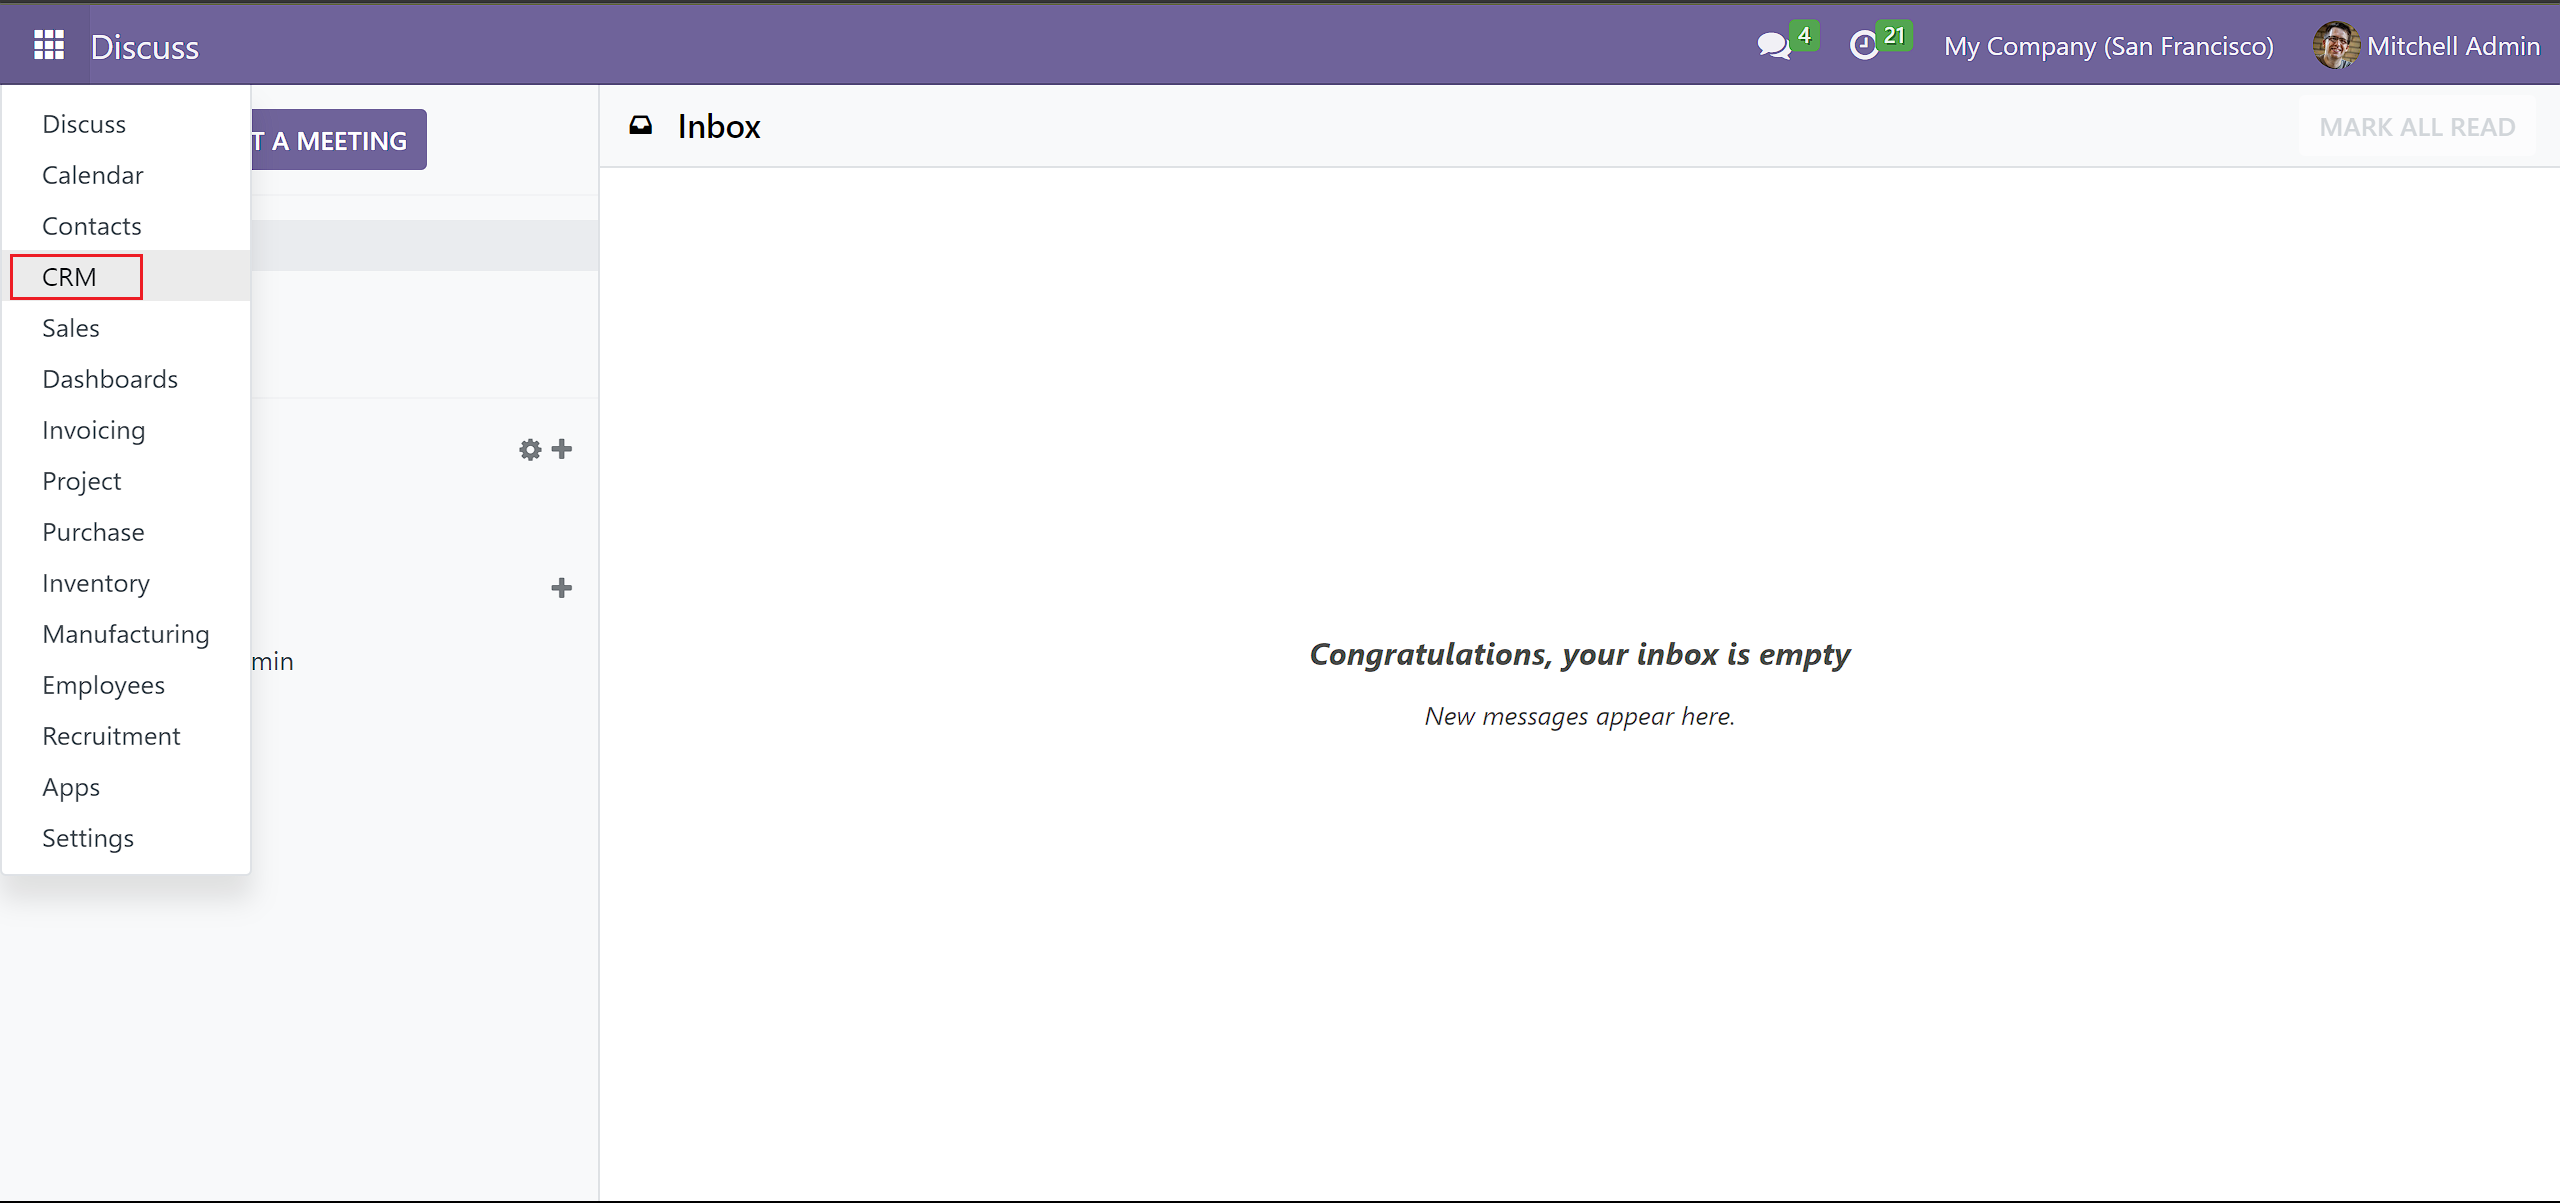 Discuss
4
21
My Company (San Francisco)
Mitchell Admin
Discuss
Calendar
Contacts
CRM
Sales
Dashboards
Invoicing
Project
Purchase
Inventory
Manufacturing
Employees
Recruitment
Apps
Settings
T A MEETING
min
Inbox
MARK ALL READ
Congratulations, your inbox is empty
New messages appear here.